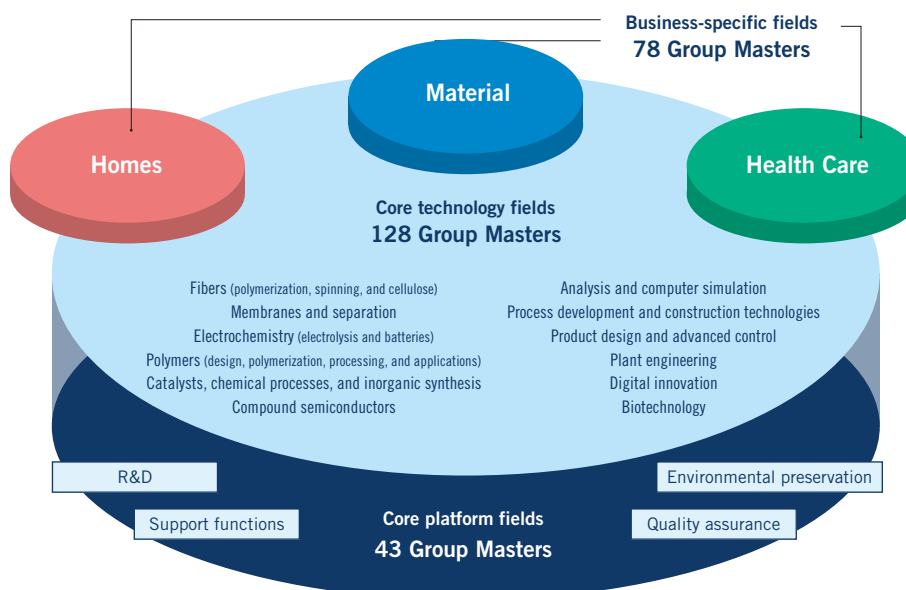 Business-specific fields
78 Group Masters
Material
Homes
Health Care
Core technology fields
128 Group Masters
Fibers (polymerization, spinning, and cellulose)
Membranes and separation
Electrochemistry (electrolysis and batteries)
Polymers (design, polymerization, processing, and applications)
Catalysts, chemical processes, and inorganic synthesis
Compound semiconductors
Analysis and computer simulation
Process development and construction technologies
Product design and advanced control
Plant engineering
Digital innovation
Biotechnology
R&D
Environmental preservation
Support functions
Quality assurance
Core platform fields
43 Group Masters